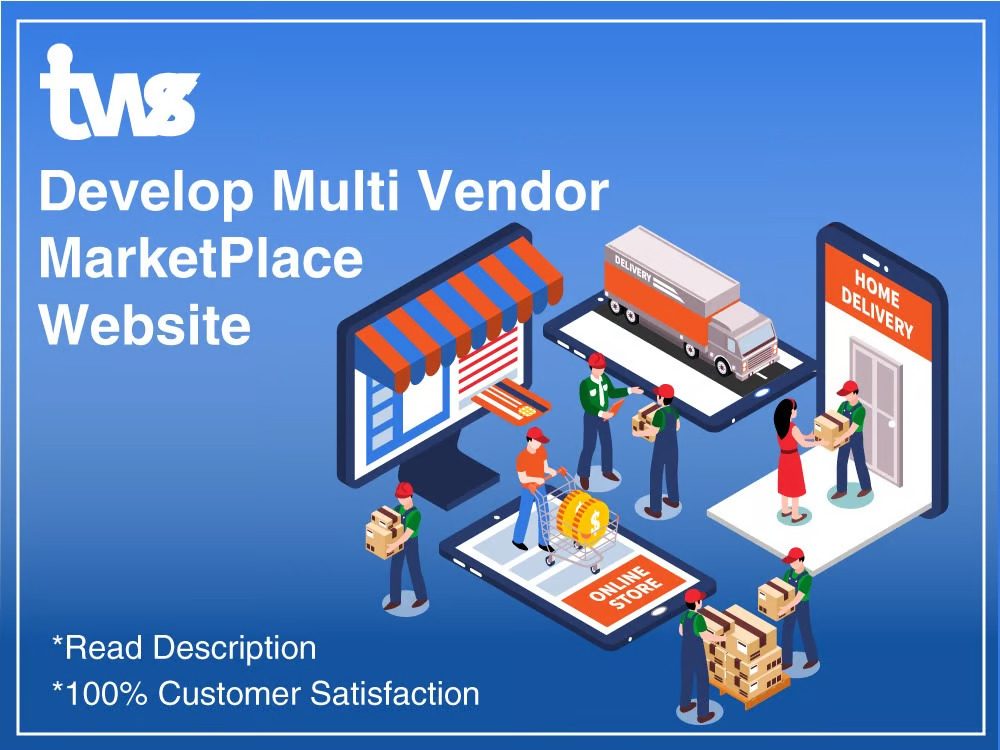 tws
Develop Multi Vendor
MarketPlace
Website
DELIVERY
HOME
DELIVERY
$
ONLINE
STORE
*Read Description
*100% Customer Satisfaction